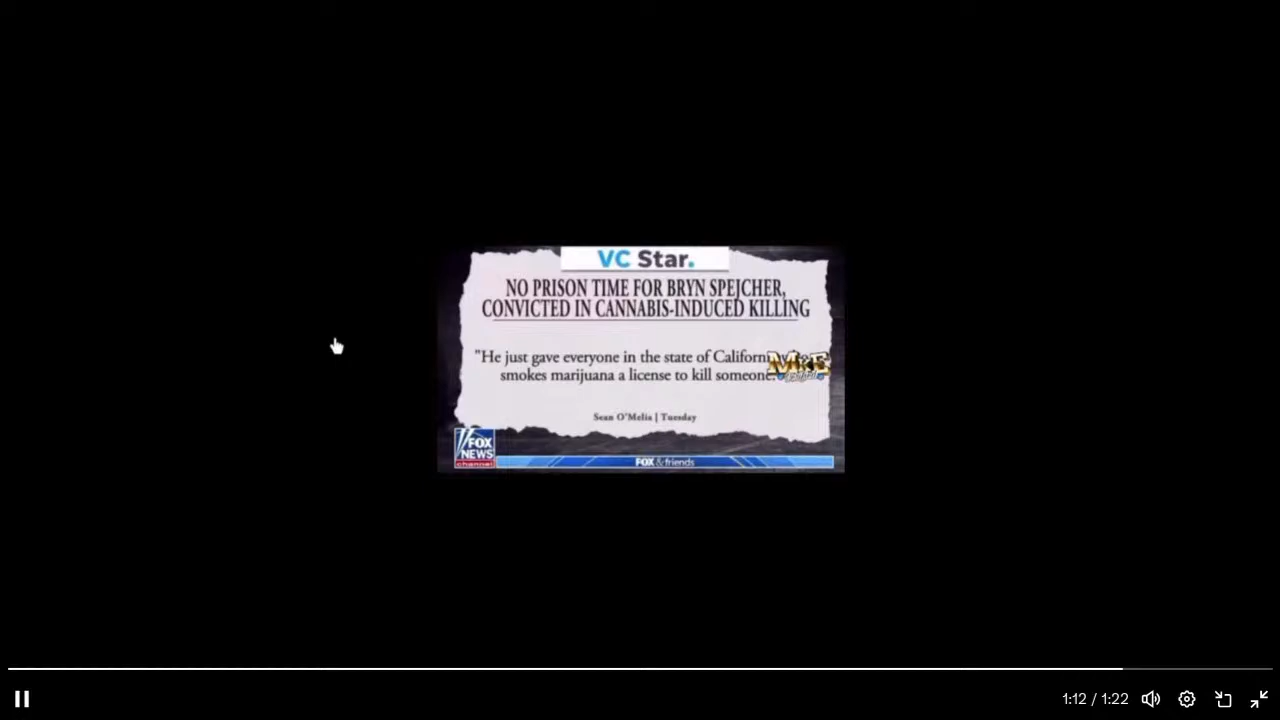 VC Star.
NO PRISON TIME FOR BRYN SPEJCHER,
CONVICTED IN CANNABIS-INDUCED KILLING
"He just gave everyone in the state of Californ
smokes marijuana a license to kill someone.
Sean O'Melia | Tuesday
FOX
NEWS
channel
FOX & friends
1:12 / 1:22